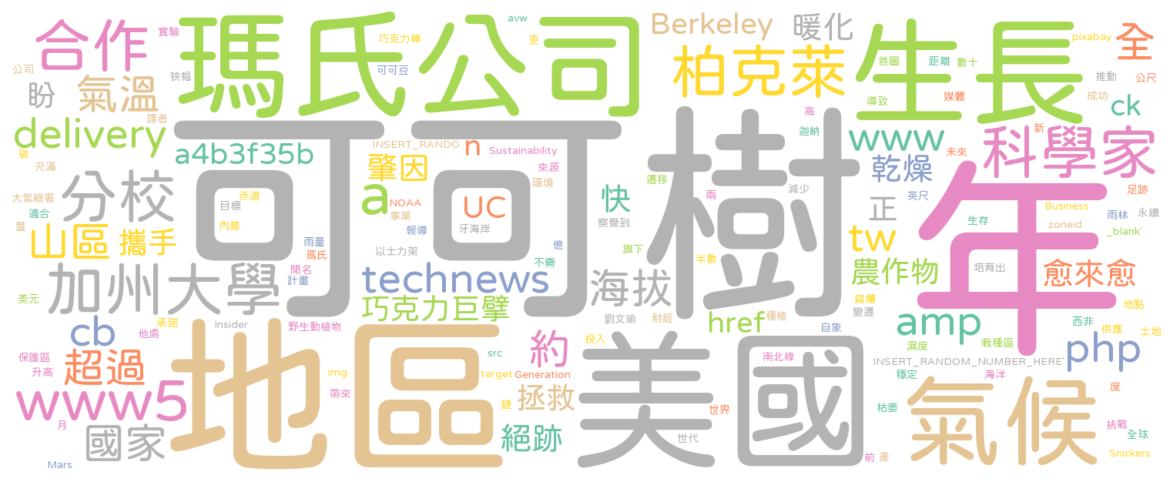 合作
實驗
瑪氏公司
巧克力棒
avw
更
Berkeley
暖化
生長
pixabay
全
公司
盼
氣溫
狹幅
可可豆
柏克萊
首圖
距離
數十
推動
公尺
譯者
導致
媒體
成功
ck
delivery
a4b3f35b
INSERT_RANDO
n
Sustainability
高
迦納
www
未來
新
科學家
碳
充滿
肇因
來源
環境
遷移
雨
可可樹
乾燥
大氣總署
分校
赤道
目標
內幕
a
NOAA
事業
UC
快
減少
英尺
足跡
年
適合
暨
報導
牙海岸
察覺到
正
Business
雨林
永續
zoneid
_blank`
山區
攜手
雨量
瑪氏
以士力架
億
旗下
tw
生存
聞名
計畫
不需
半數
農作物
培育出
愈來愈
加州大學
technews
海拔
腐爛
變遷
美元
巧克力巨擘
地點
承諾
Insider
野生動植物
劉文瑜
財經
href
種植
自象
amp
西非
供應
土地
cb
他處
投入
栽種區
濕度
php
保護區
升高
超過
地區
約
src
美國
南北緯
INSERT_RANDOM_NUMBER_HERE'
img
target
Generation
穩定
海洋
度
www5
帶來
鏈
拯救
世界
枯萎
氣候
月
國家
絕跡
世代
挑戰
全球
Mars
前
產
Snickers